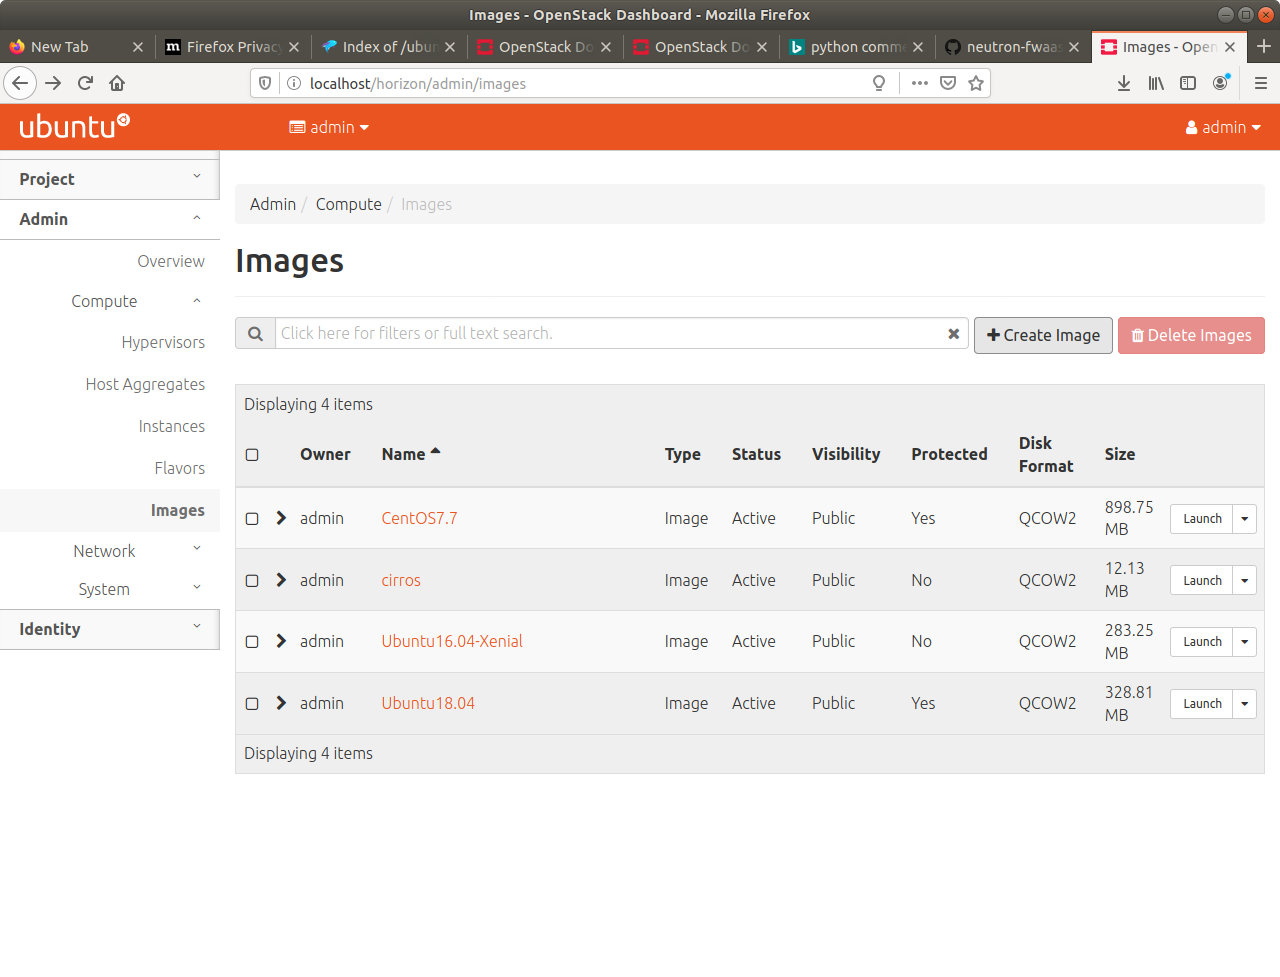 Images - OpenStack Dashboard - Mozilla Firefox
New Tab
Firefox Privac
Index of /ubun
OpenStack Do
OpenStack Do
python comme
neutron-fwaas
Images - Open
localhost/horizon/admin/images
ubuntu
admin
admin
Project
Admin
Overview
Compute
Hypervisors
Host Aggregates
Instances
Flavors
Images
Network
System
Identity
Admin / Compute / Images
Images
Click here for filters or full text search.
Create Image
Delete Images
Displaying 4 items
Owner Name Type Status Visibility Protected Disk Format Size
admin CentOS7.7 Image Active Public Yes QCOW2 898.75 MB Launch
admin cirros Image Active Public No QCOW2 12.13 MB Launch
admin Ubuntu16.04-Xenial Image Active Public No QCOW2 283.25 MB Launch
admin Ubuntu18.04 Image Active Public Yes QCOW2 328.81 MB Launch
Displaying 4 items